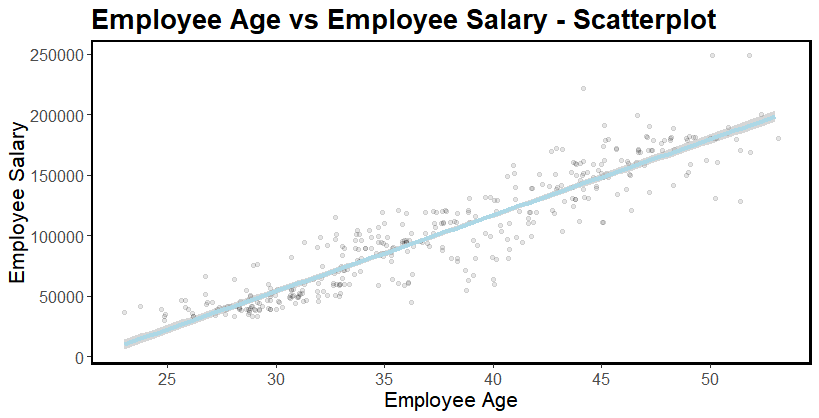 Employee Age vs Employee Salary - Scatterplot
250000
200000
150000
100000
50000
0
Employee Salary
25 30 35 40 45 50
Employee Age